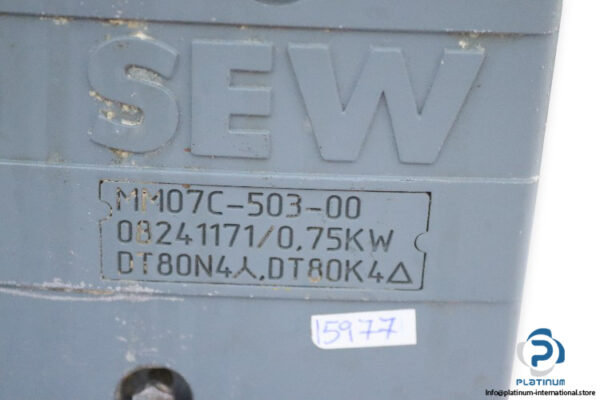 SEW
MM07C-503-00
08241171/0,75KW
DT80N4⅄,DT80K4△
15977
PLATINUM
Info@platinum-international.store